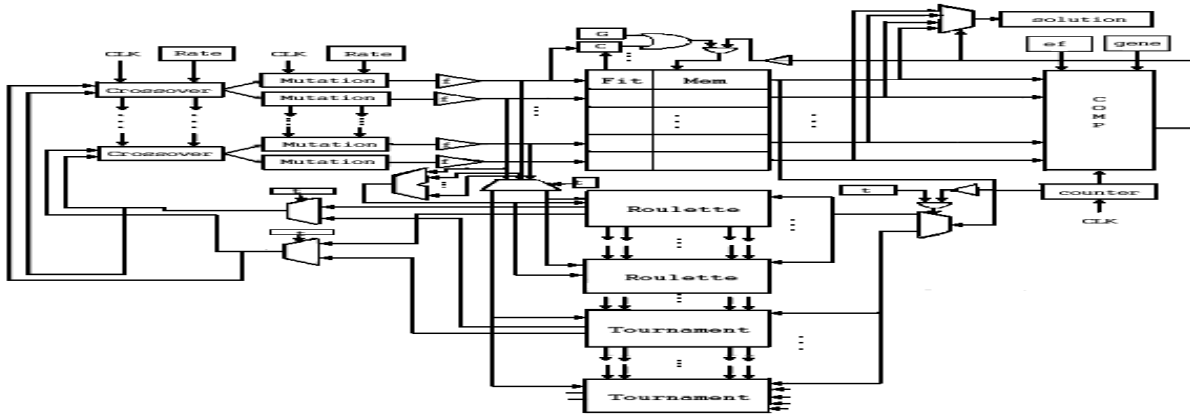 solution
G
C
CLK
Rate
CLK
Rate
ef
gene
Crossover
Mutation
f
Fit
Mem
COMP
Mutation
f
Crossover
Mutation
f
Mutation
f
t
t
t
counter
Roulette
CLK
t
Roulette
Tournament
Tournament